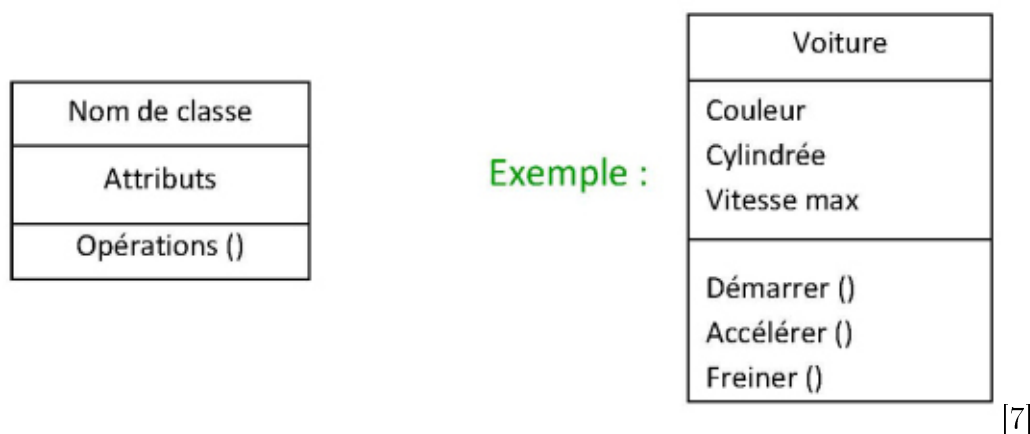 Nom de classe
Attributs
Opérations ()
Exemple :
Voiture
Couleur
Cylindrée
Vitesse max
Démarrer ()
Accélérer ()
Freiner ()
[7]